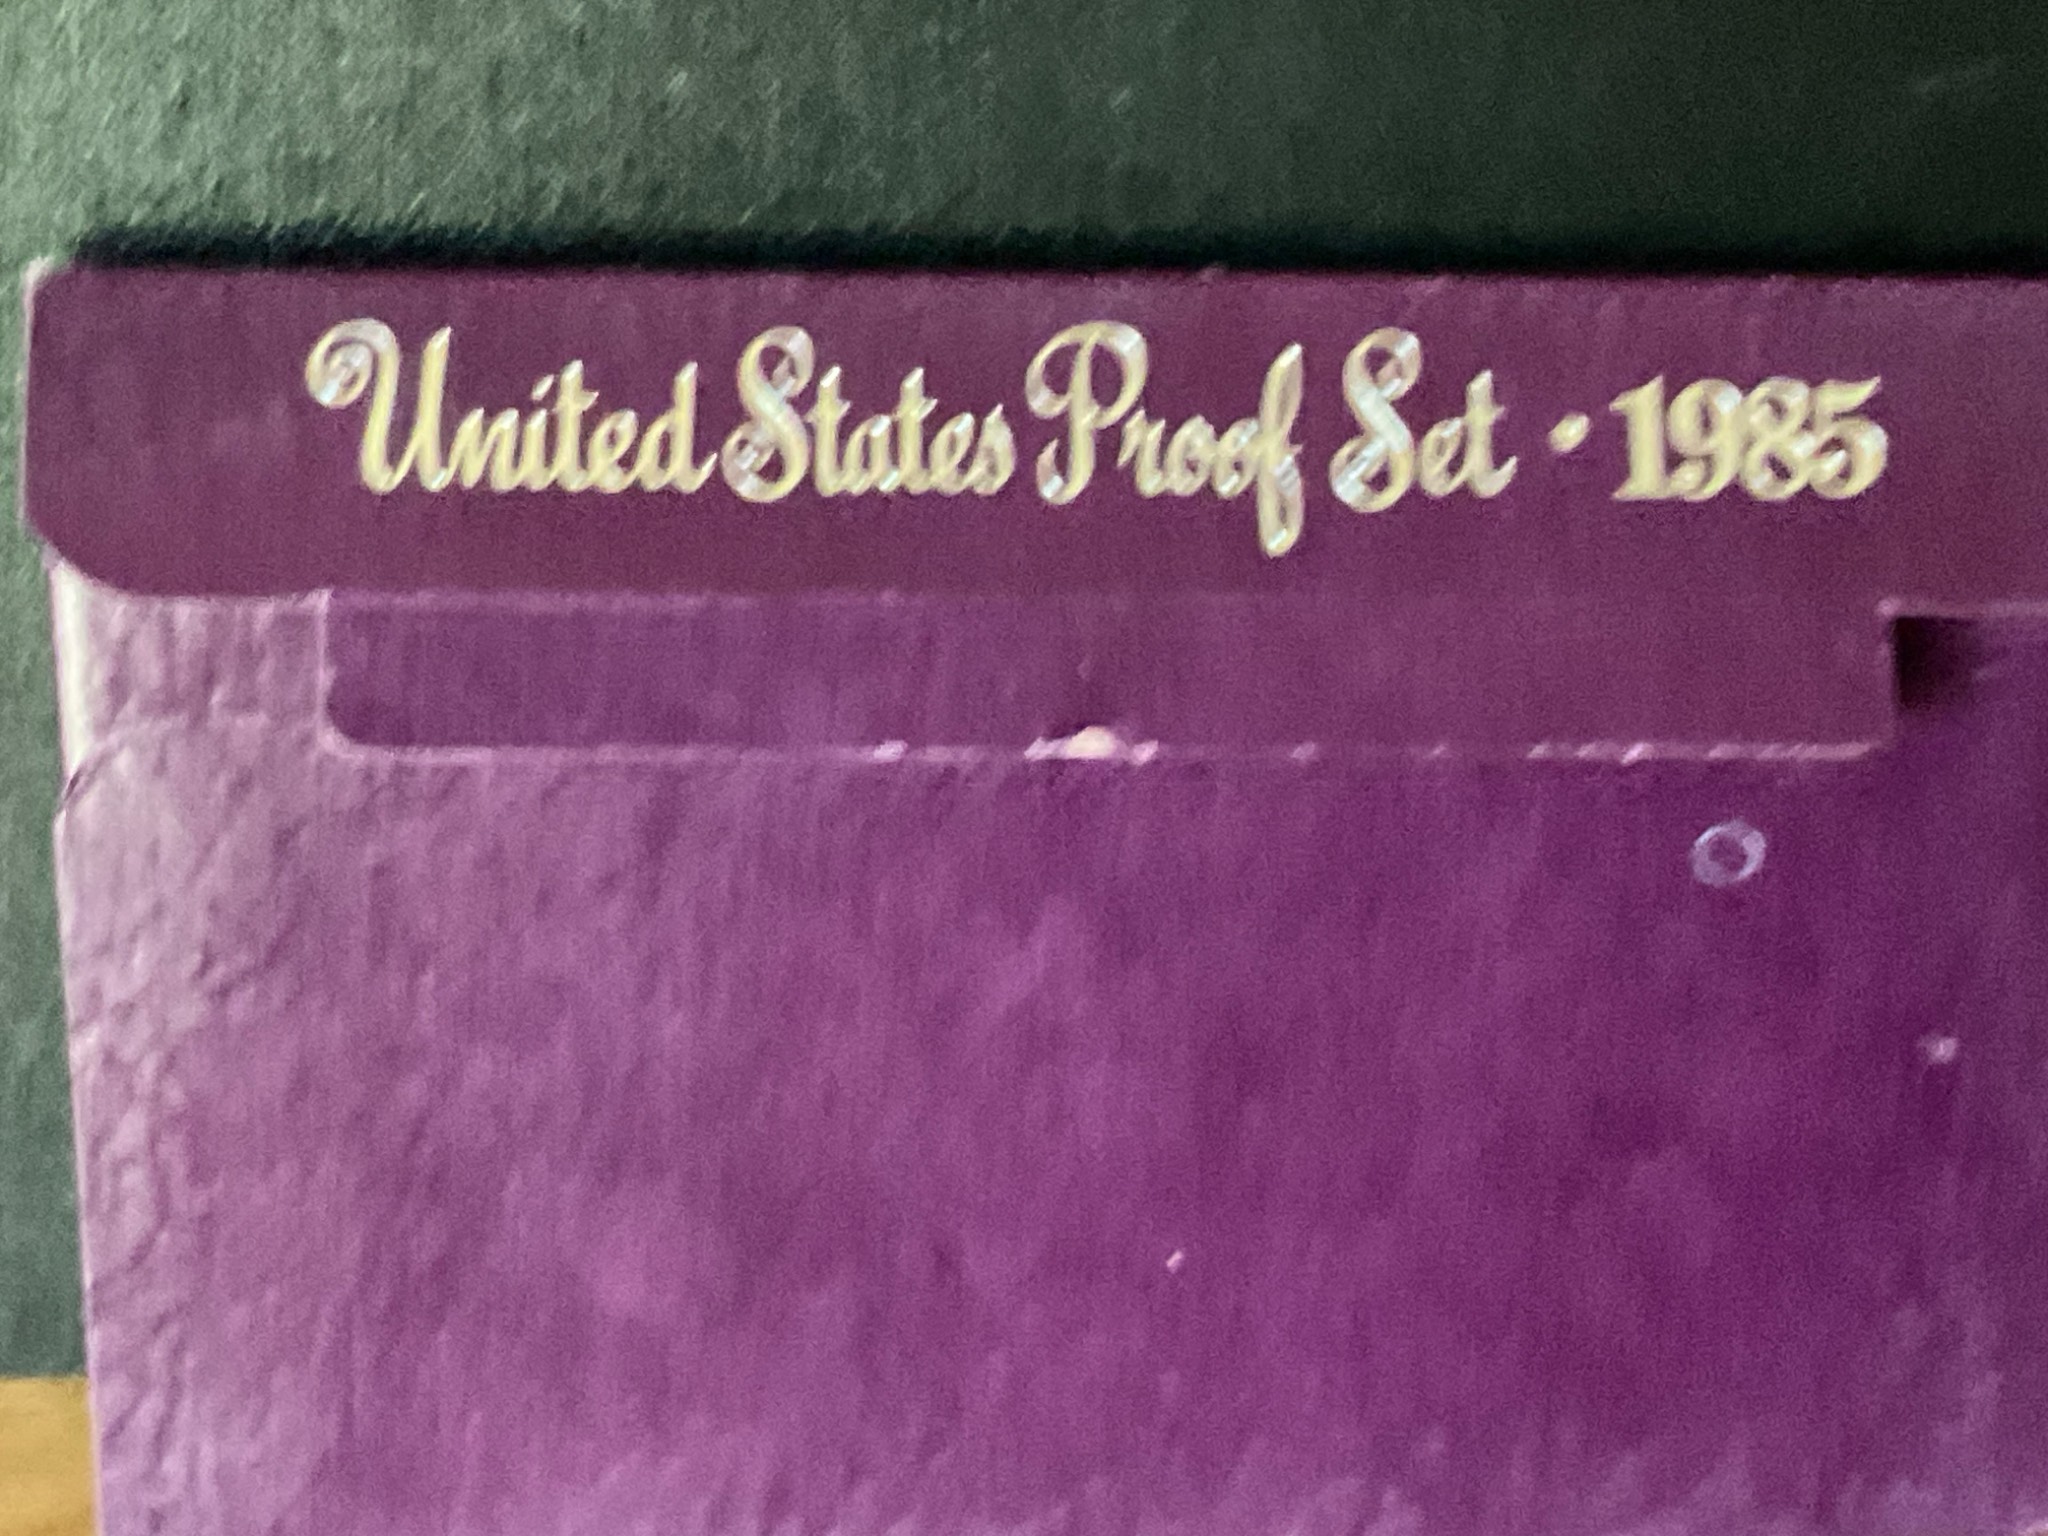 United States Proof Set · 1985